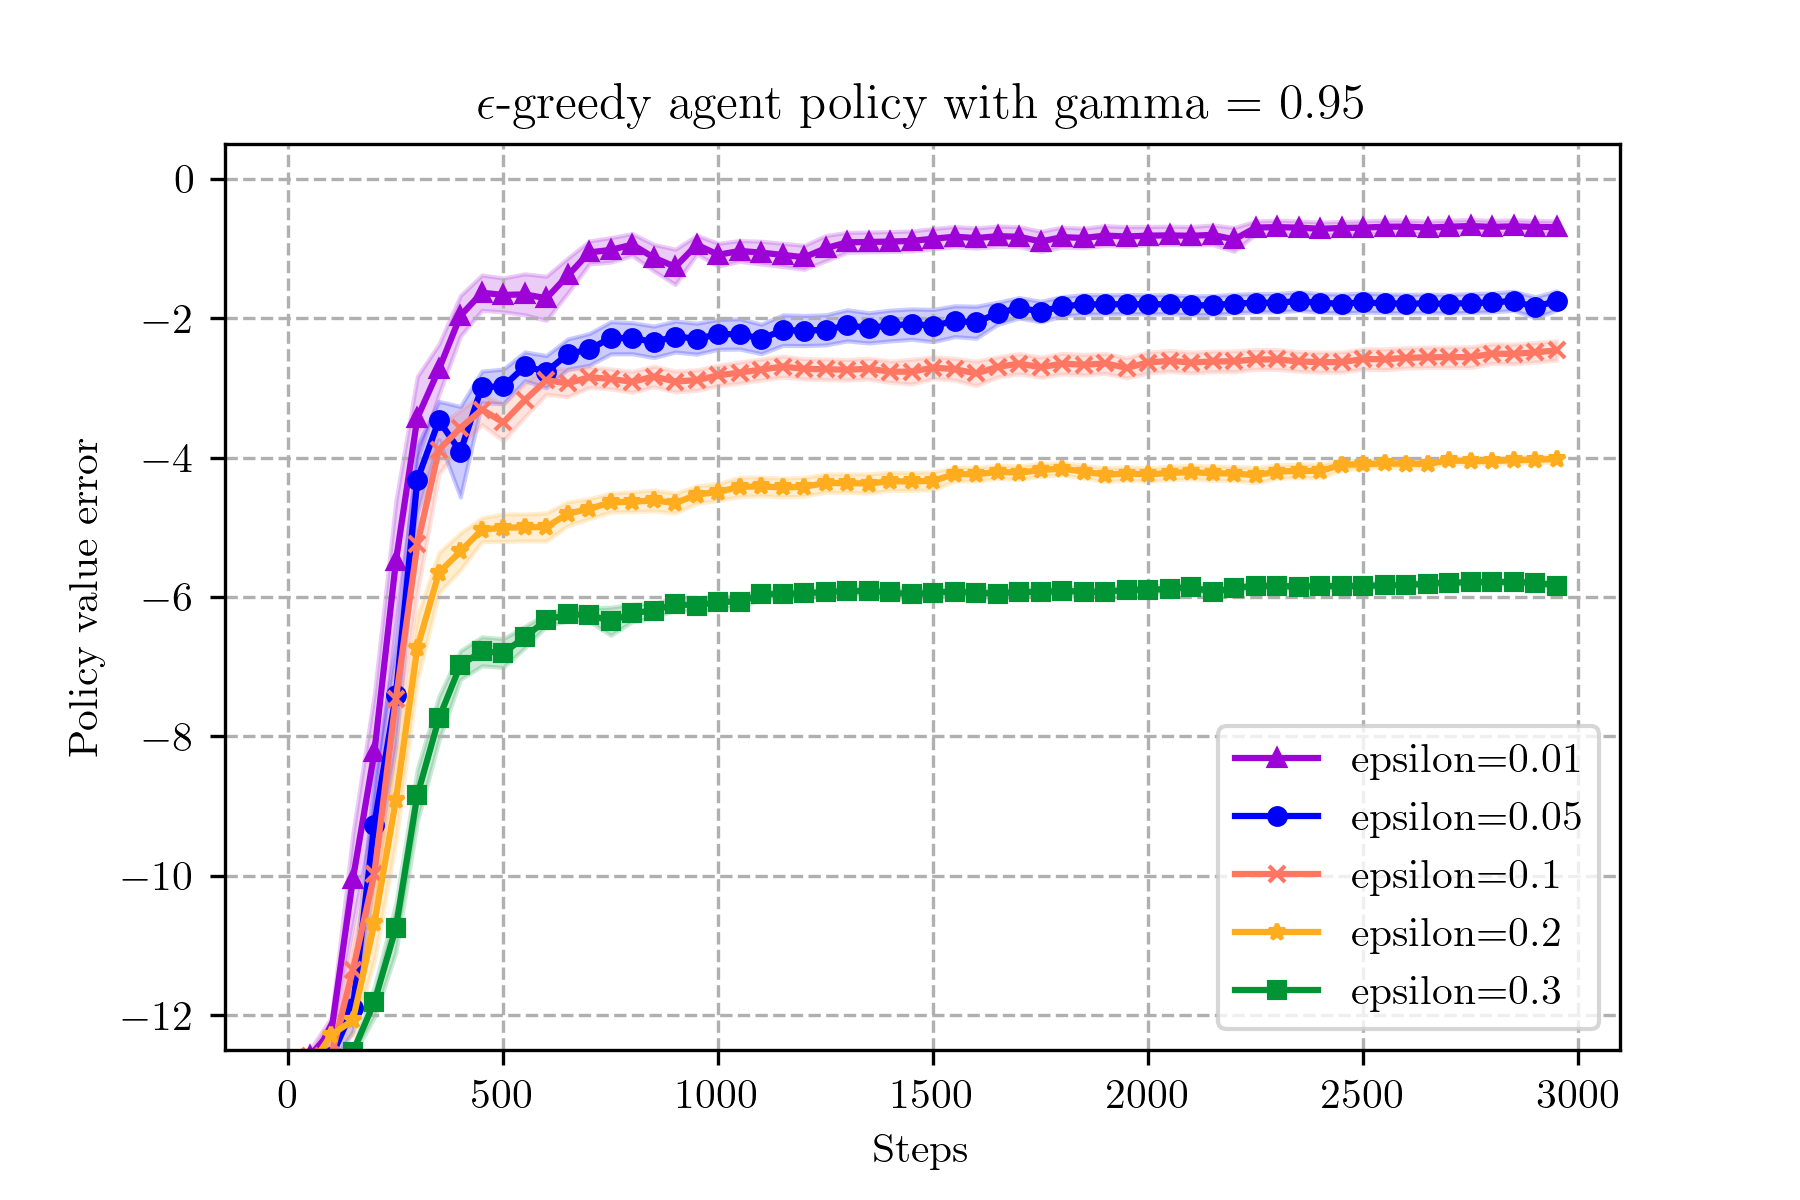 ϵ-greedy agent policy with gamma = 0.95
Policy value error
0
−2
−4
−6
−8
−10
−12
0 500 1000 1500 2000 2500 3000
Steps
epsilon=0.01
epsilon=0.05
epsilon=0.1
epsilon=0.2
epsilon=0.3